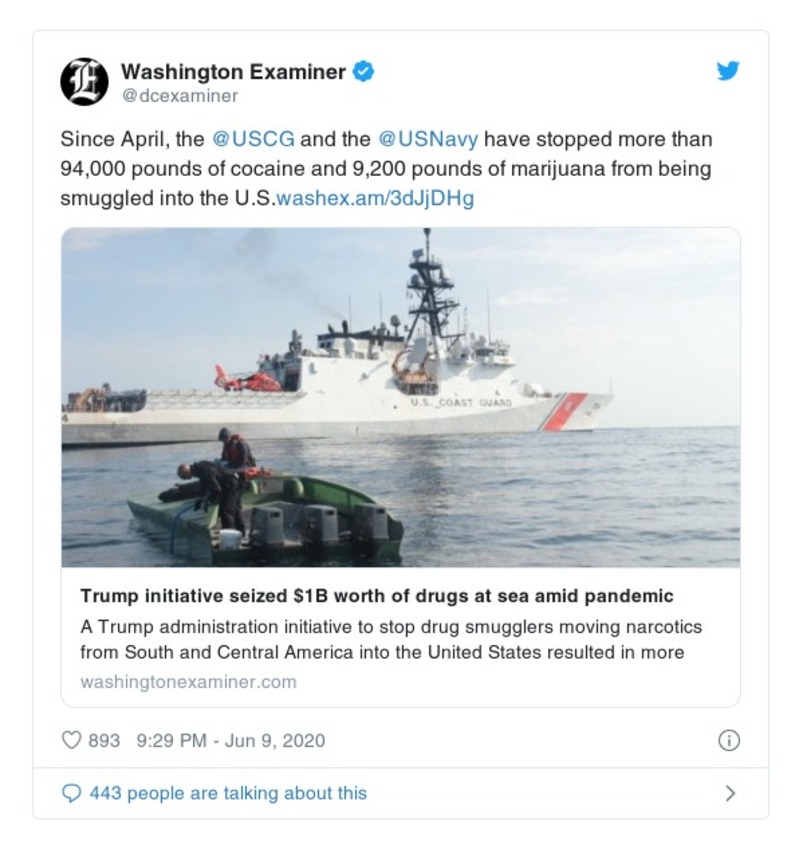 Washington Examiner
@dcexaminer
Since April, the @USCG and the @USNavy have stopped more than
94,000 pounds of cocaine and 9,200 pounds of marijuana from being
smuggled into the U.S.washex.am/3dJjDHg
U.S. COAST GUARD
Trump initiative seized $1B worth of drugs at sea amid pandemic
A Trump administration initiative to stop drug smugglers moving narcotics
from South and Central America into the United States resulted in more
washingtonexaminer.com
893 9:29 PM - Jun 9, 2020
443 people are talking about this